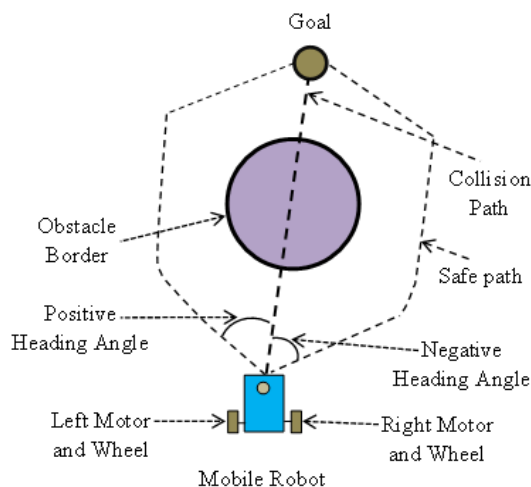 Goal
Collision
Path
Obstacle
Border
Safe path
Positive
Heading Angle
Negative
Heading Angle
Left Motor
and Wheel
Right Motor
and Wheel
Mobile Robot